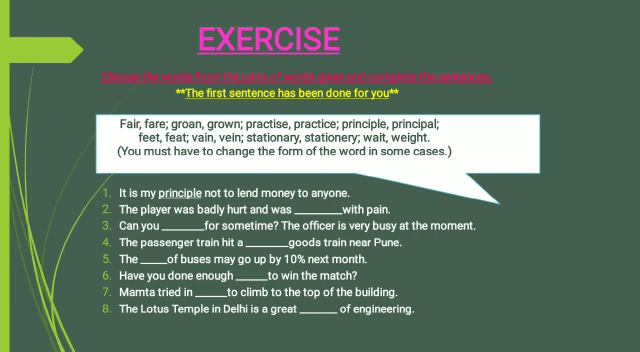 EXERCISE
Choose the words from the pairs of words given and complete the sentences.
**The first sentence has been done for you**
Fair, fare; groan, grown; practise, practice; principle, principal;
feet, feat; vain, vein; stationary, stationery; wait, weight.
(You must have to change the form of the word in some cases.)
1. It is my principle not to lend money to anyone.
2. The player was badly hurt and was _________with pain.
3. Can you ________for sometime? The officer is very busy at the moment.
4. The passenger train hit a ________goods train near Pune.
5. The _____of buses may go up by 10% next month.
6. Have you done enough ______to win the match?
7. Mamta tried in ______to climb to the top of the building.
8. The Lotus Temple in Delhi is a great _______ of engineering.